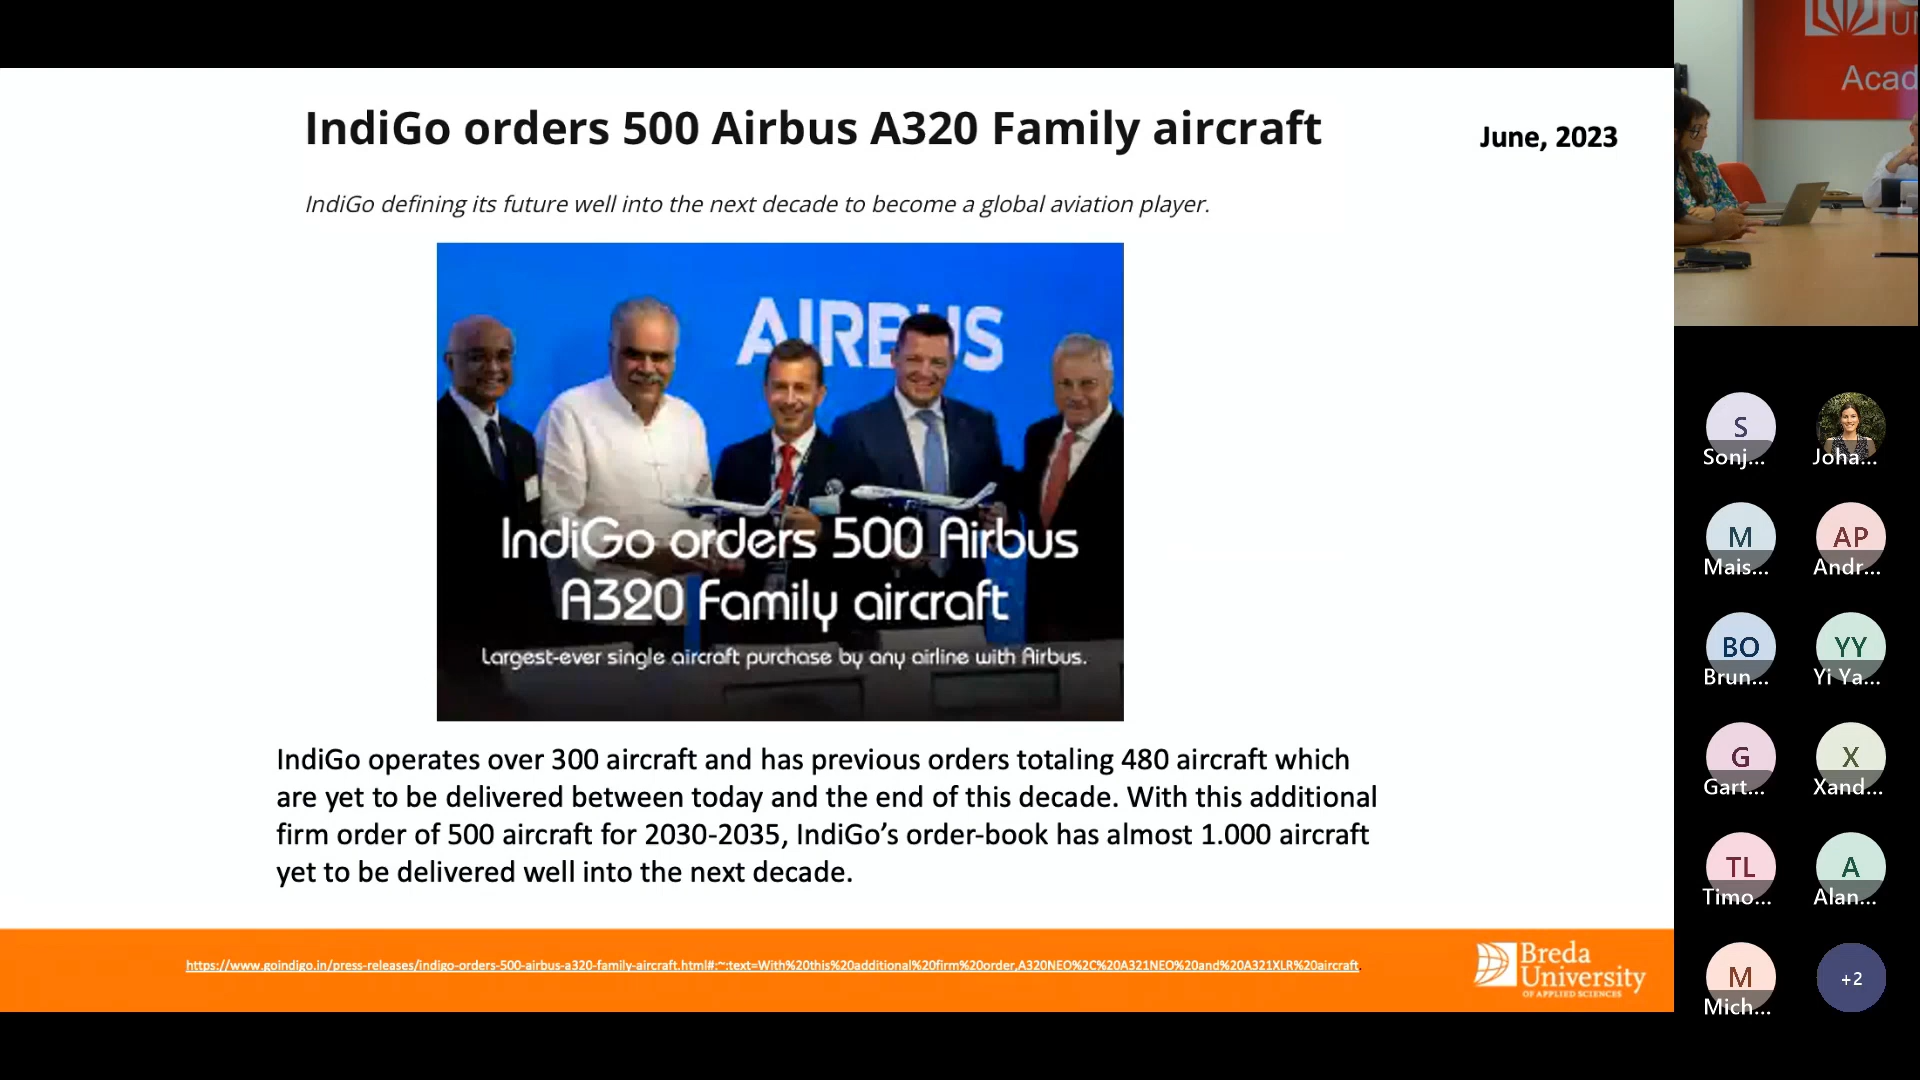 IndiGo orders 500 Airbus A320 Family aircraft
June, 2023
IndiGo defining its future well into the next decade to become a global aviation player.
AIRBUS
IndiGo orders 500 Airbus
A320 Family aircraft
Largest-ever single aircraft purchase by any airline with Airbus.
IndiGo operates over 300 aircraft and has previous orders totaling 480 aircraft which
are yet to be delivered between today and the end of this decade. With this additional
firm order of 500 aircraft for 2030-2035, IndiGo’s order-book has almost 1.000 aircraft
yet to be delivered well into the next decade.
https://www.goindigo.in/press-releases/indigo-orders-500-airbus-a320-family-aircraft.html#:~:text=With%20this%20additional%20firm%20order,A320NEO%2C%20A321NEO%20and%20A321XLR%20aircraft.
Breda
University
OF APPLIED SCIENCES
Acad
S
Sonj...
Joha...
M
Mais...
AP
Andr...
BO
Brun...
YY
Yi Ya...
G
Gart...
X
Xand...
TL
Timo...
A
Alan...
M
Mich...
+2